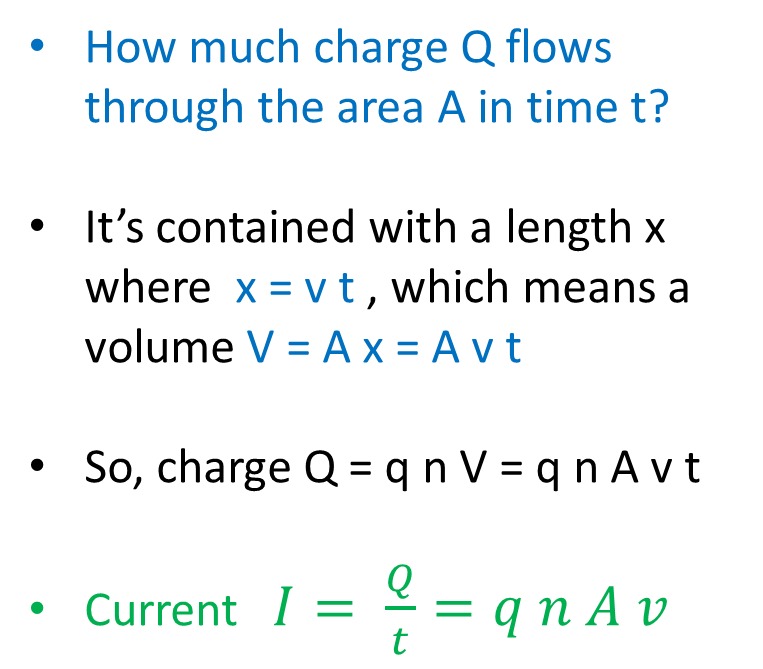 • How much charge Q flows
through the area A in time t?
• It’s contained with a length x
where x = v t , which means a
volume V = A x = A v t
• So, charge Q = q n V = q n A v t
• Current I = Q/t = q n A v